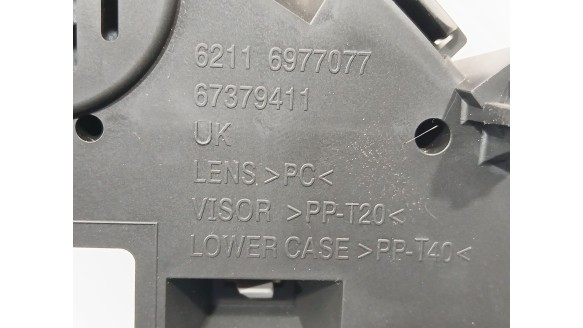 6211 6977077
67379411
UK
LENS >PC<
VISOR >PP-T20<
LOWER CASE >PP-T40<